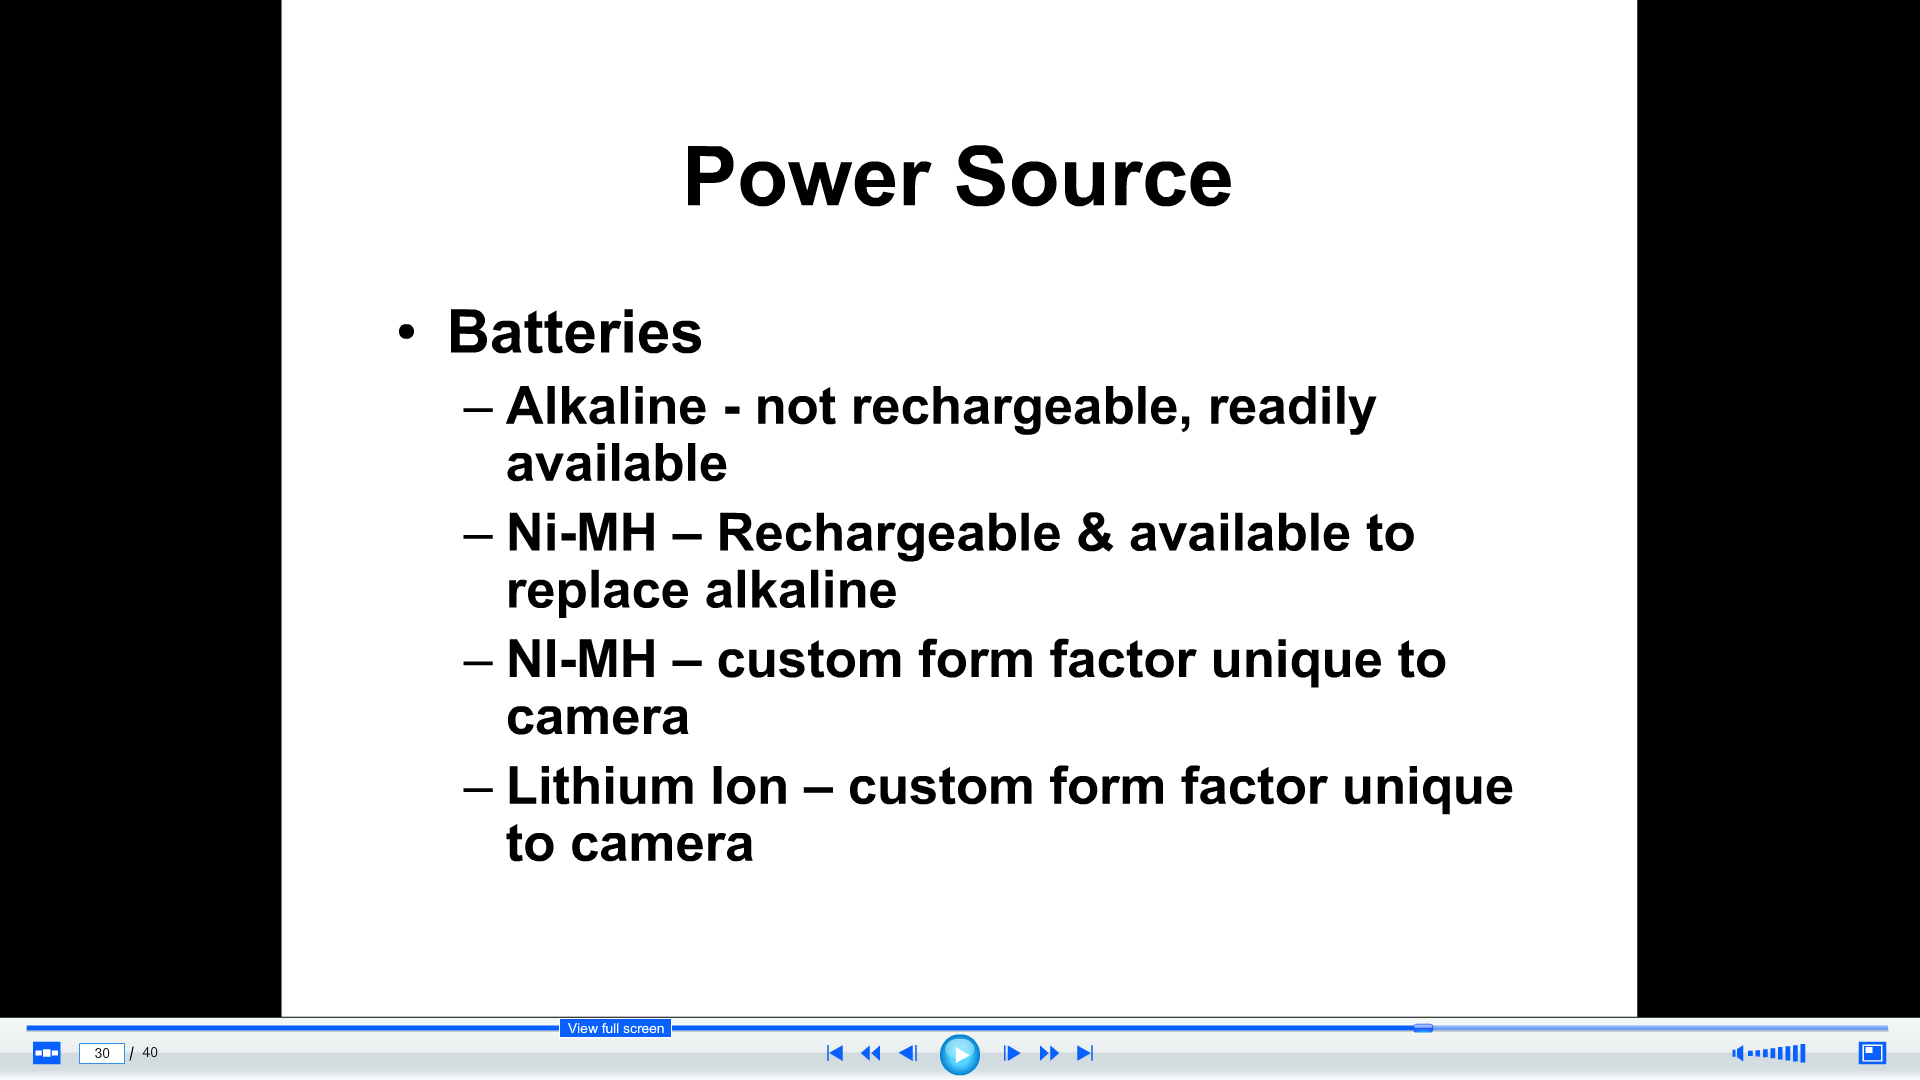 Power Source
• Batteries
– Alkaline - not rechargeable, readily
available
– Ni-MH – Rechargeable & available to
replace alkaline
– NI-MH – custom form factor unique to
camera
– Lithium Ion – custom form factor unique
to camera
View full screen
30 / 40